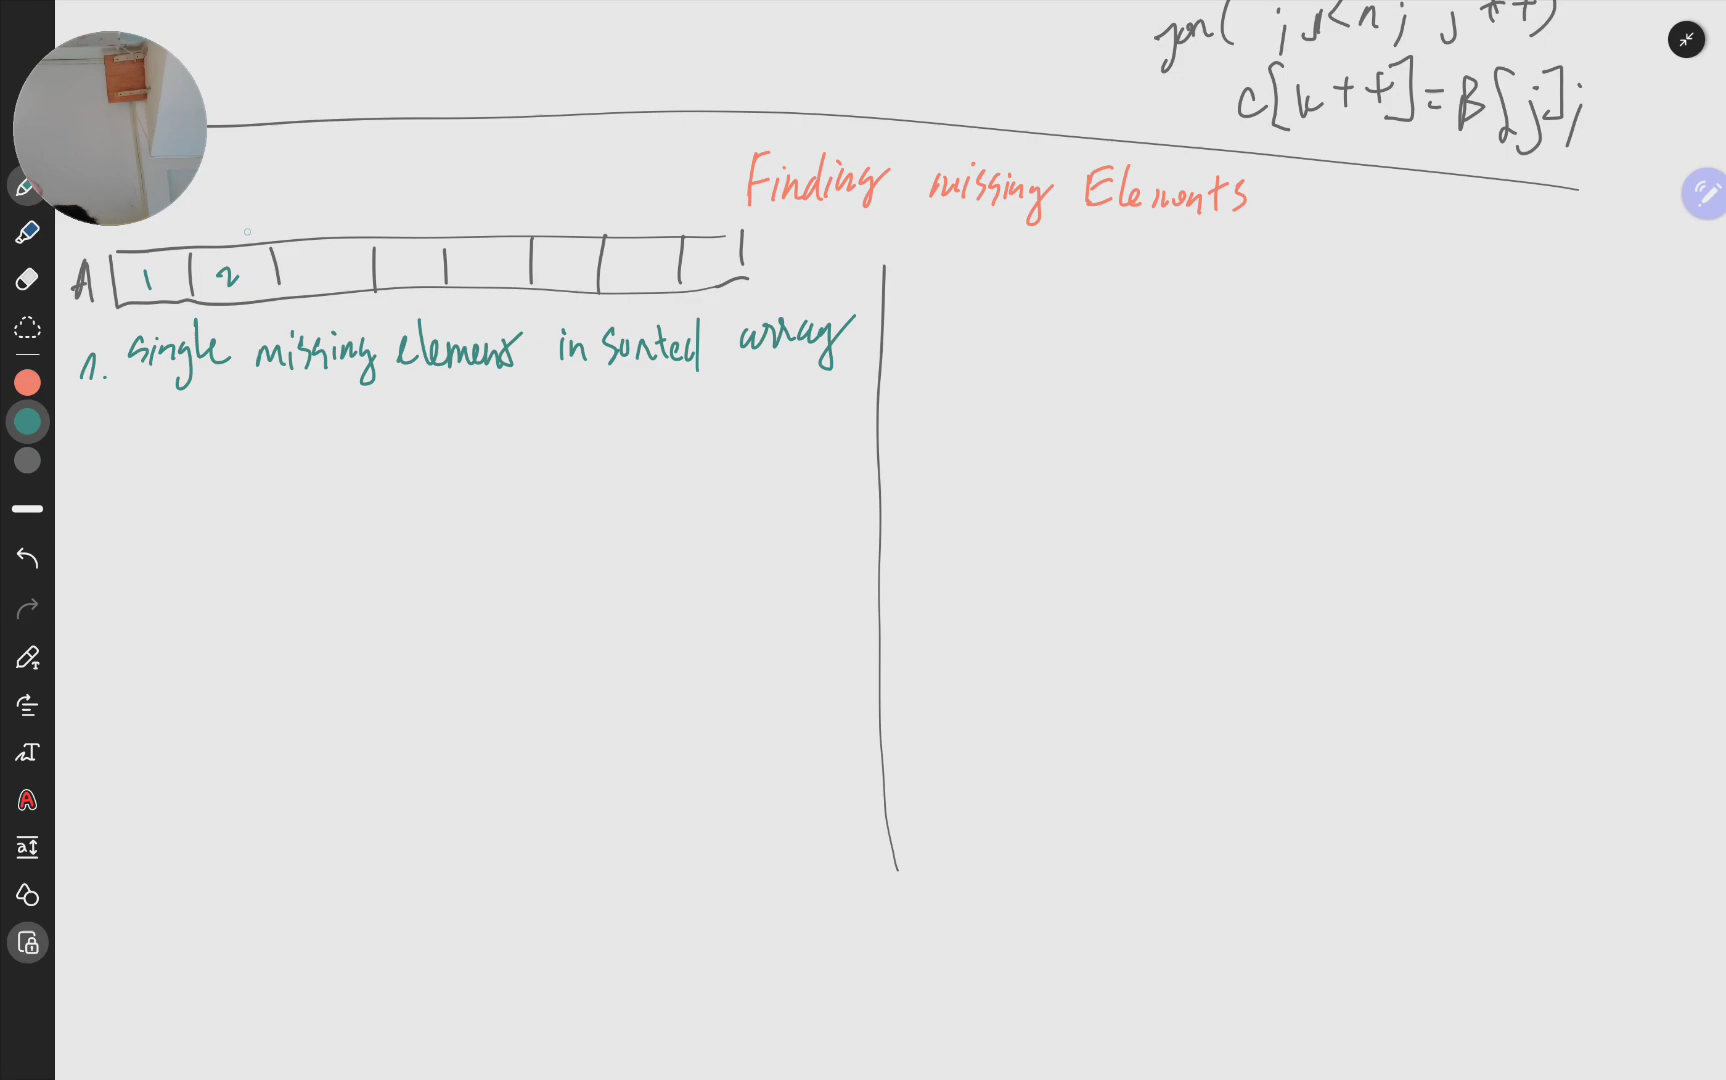 for( ; j<n; j++)
C[k++]=B[j];
Finding missing Elements
A 1 2
1. single missing element in sorted array